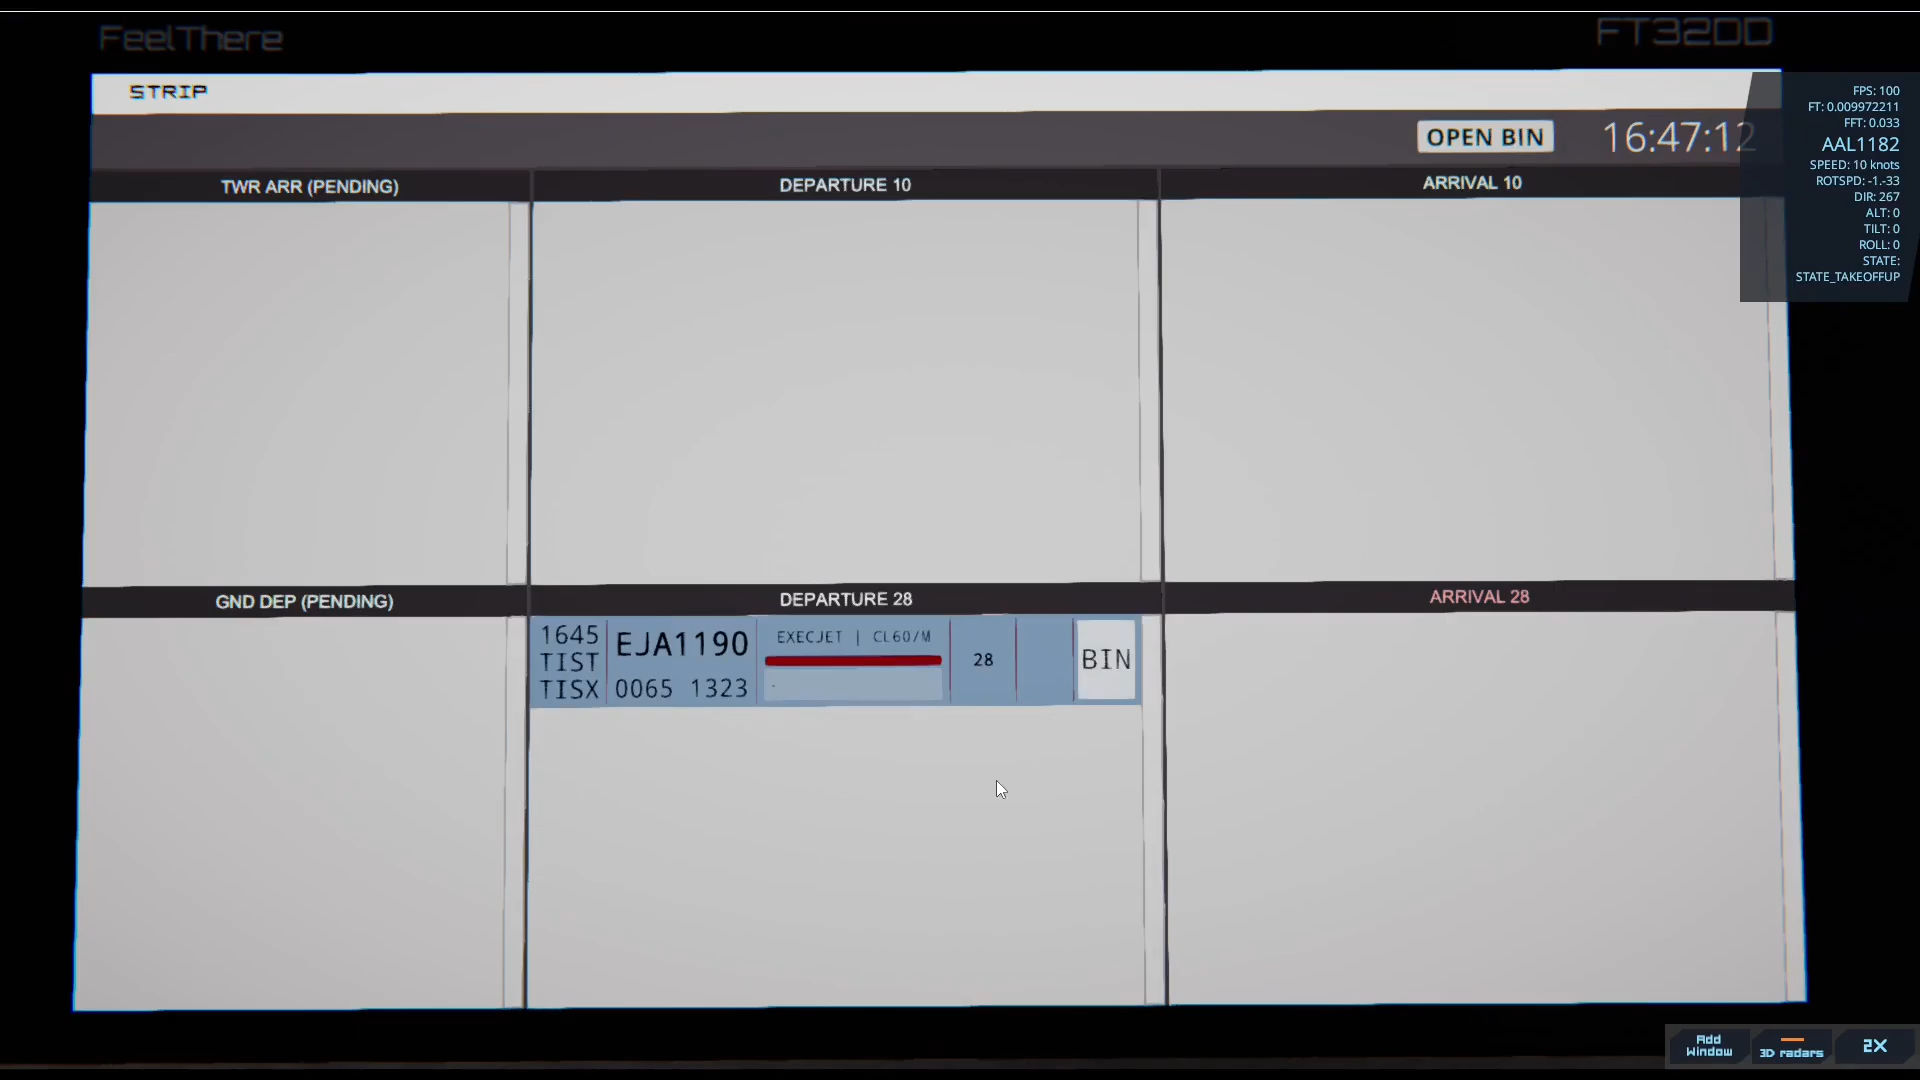 FeelThere
FT32DD
STRIP
OPEN BIN
16:47:12
FPS: 100
FT: 0.009972211
FFT: 0.033
AAL1182
SPEED: 10 knots
ROTSPD: -1.-33
DIR: 267
ALT: 0
TILT: 0
ROLL: 0
STATE:
STATE_TAKEOFFUP
TWR ARR (PENDING)
DEPARTURE 10
ARRIVAL 10
GND DEP (PENDING)
DEPARTURE 28
ARRIVAL 28
1645
TIST
TISX
EJA1190
0065 1323
EXECJET | CL60/M
-
28
BIN
Add
Window
3D radars
2X